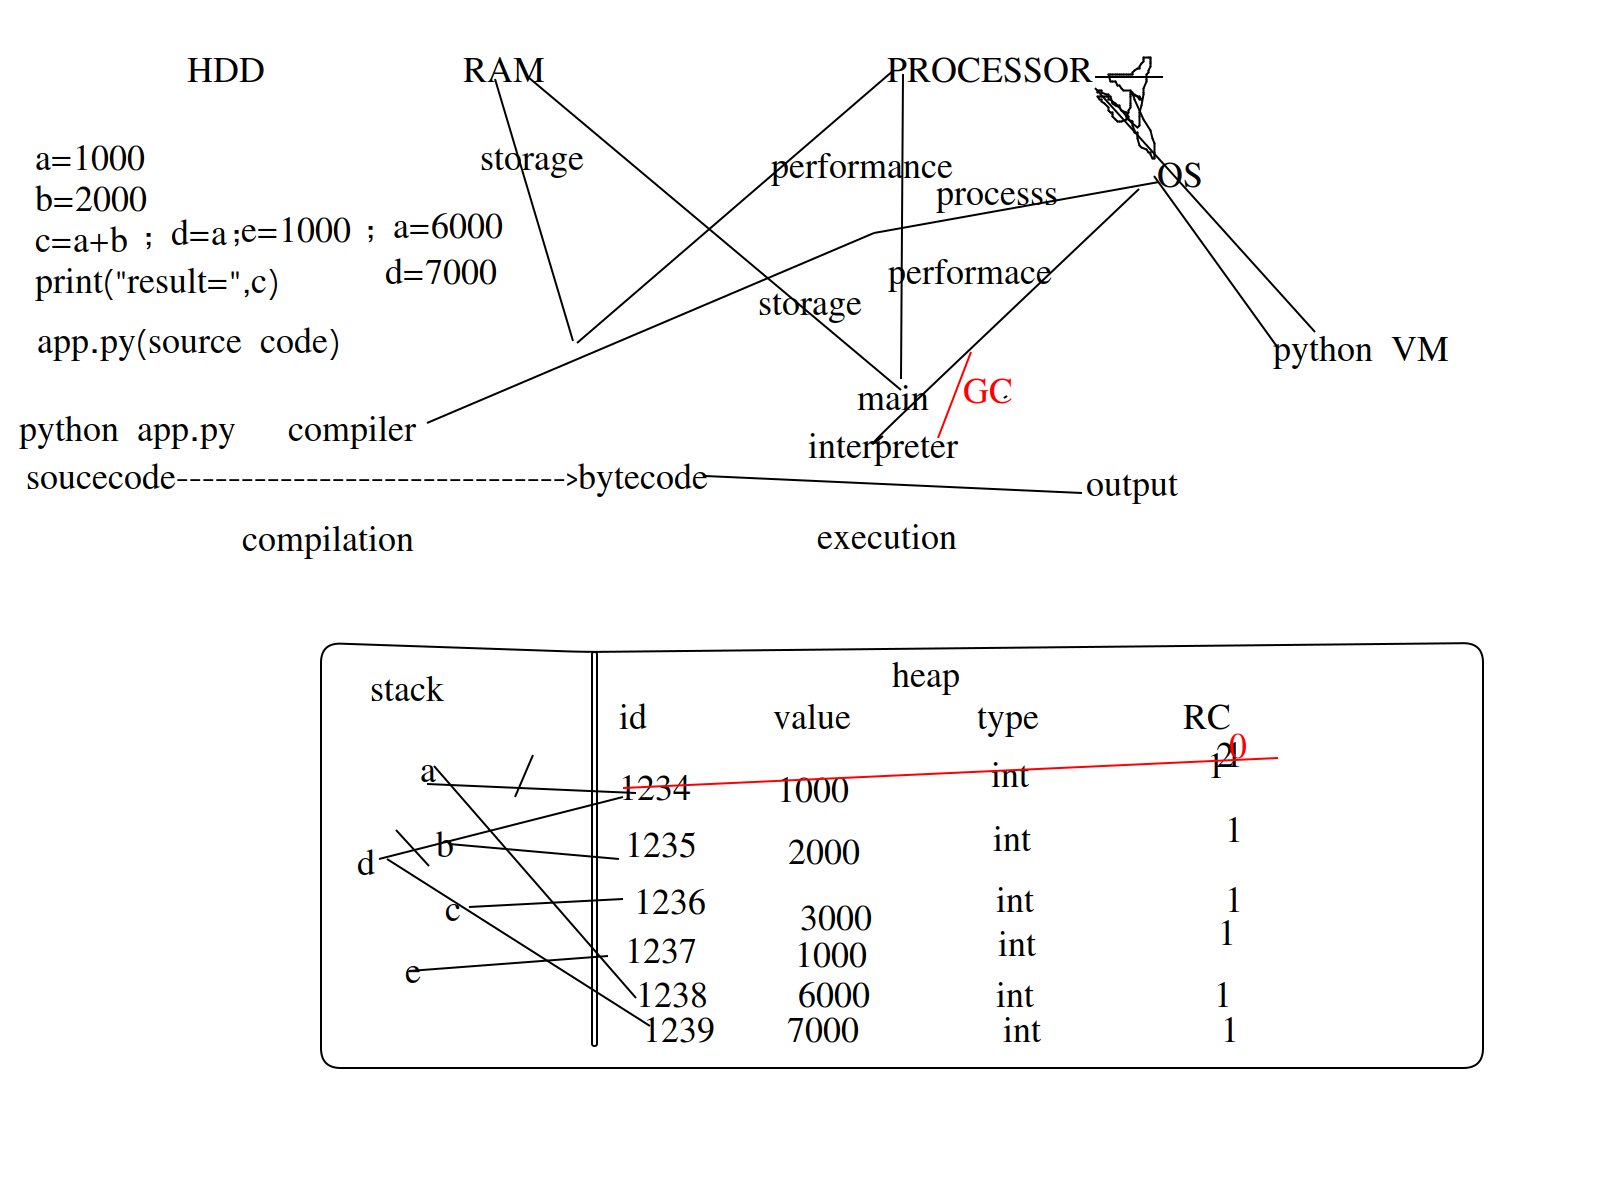 HDD RAM PROCESSOR
storage performance
a=1000
b=2000
processs OS
c=a+b ; d=a;e=1000 ; a=6000
print("result=",c) d=7000
performace
storage
app.py(source code)
python VM
main GC
python app.py compiler
interpreter
soucecode------------------------------>bytecode output
compilation execution
stack heap
id value type RC
a 1234 1000 int 1 2 1 0
b 1235 2000 int 1
d
c 1236 3000 int 1
1237 1000 int 1
e
1238 6000 int 1
1239 7000 int 1